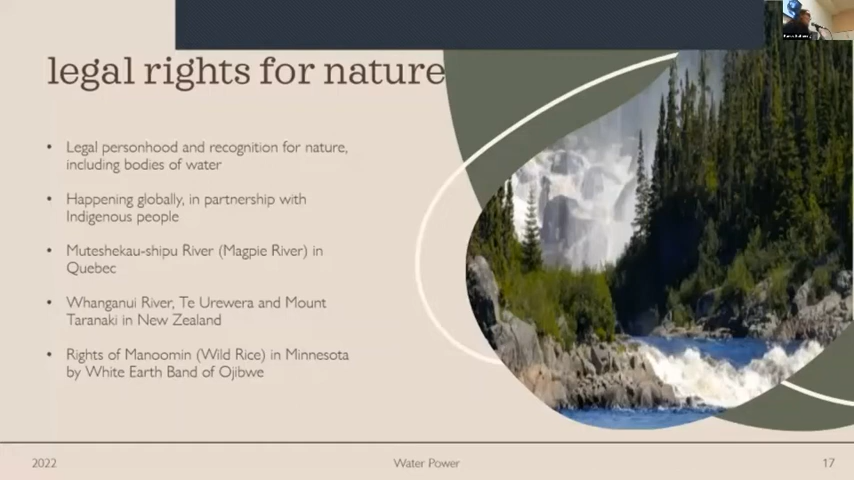 legal rights for nature
• Legal personhood and recognition for nature,
including bodies of water
• Happening globally, in partnership with
Indigenous people
• Muteshekau-shipu River (Magpie River) in
Quebec
• Whanganui River, Te Urewera and Mount
Taranaki in New Zealand
• Rights of Manoomin (Wild Rice) in Minnesota
by White Earth Band of Ojibwe
2022
Water Power
17